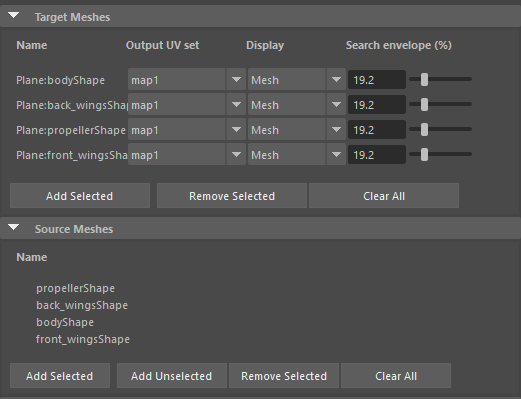 Target Meshes
Name Output UV set Display Search envelope (%)
Plane:bodyShape map1 Mesh 19.2
Plane:back_wingsShap map1 Mesh 19.2
Plane:propellerShape map1 Mesh 19.2
Plane:front_wingsSha map1 Mesh 19.2
Add Selected Remove Selected Clear All
Source Meshes
Name
propellerShape
back_wingsShape
bodyShape
front_wingsShape
Add Selected Add Unselected Remove Selected Clear All